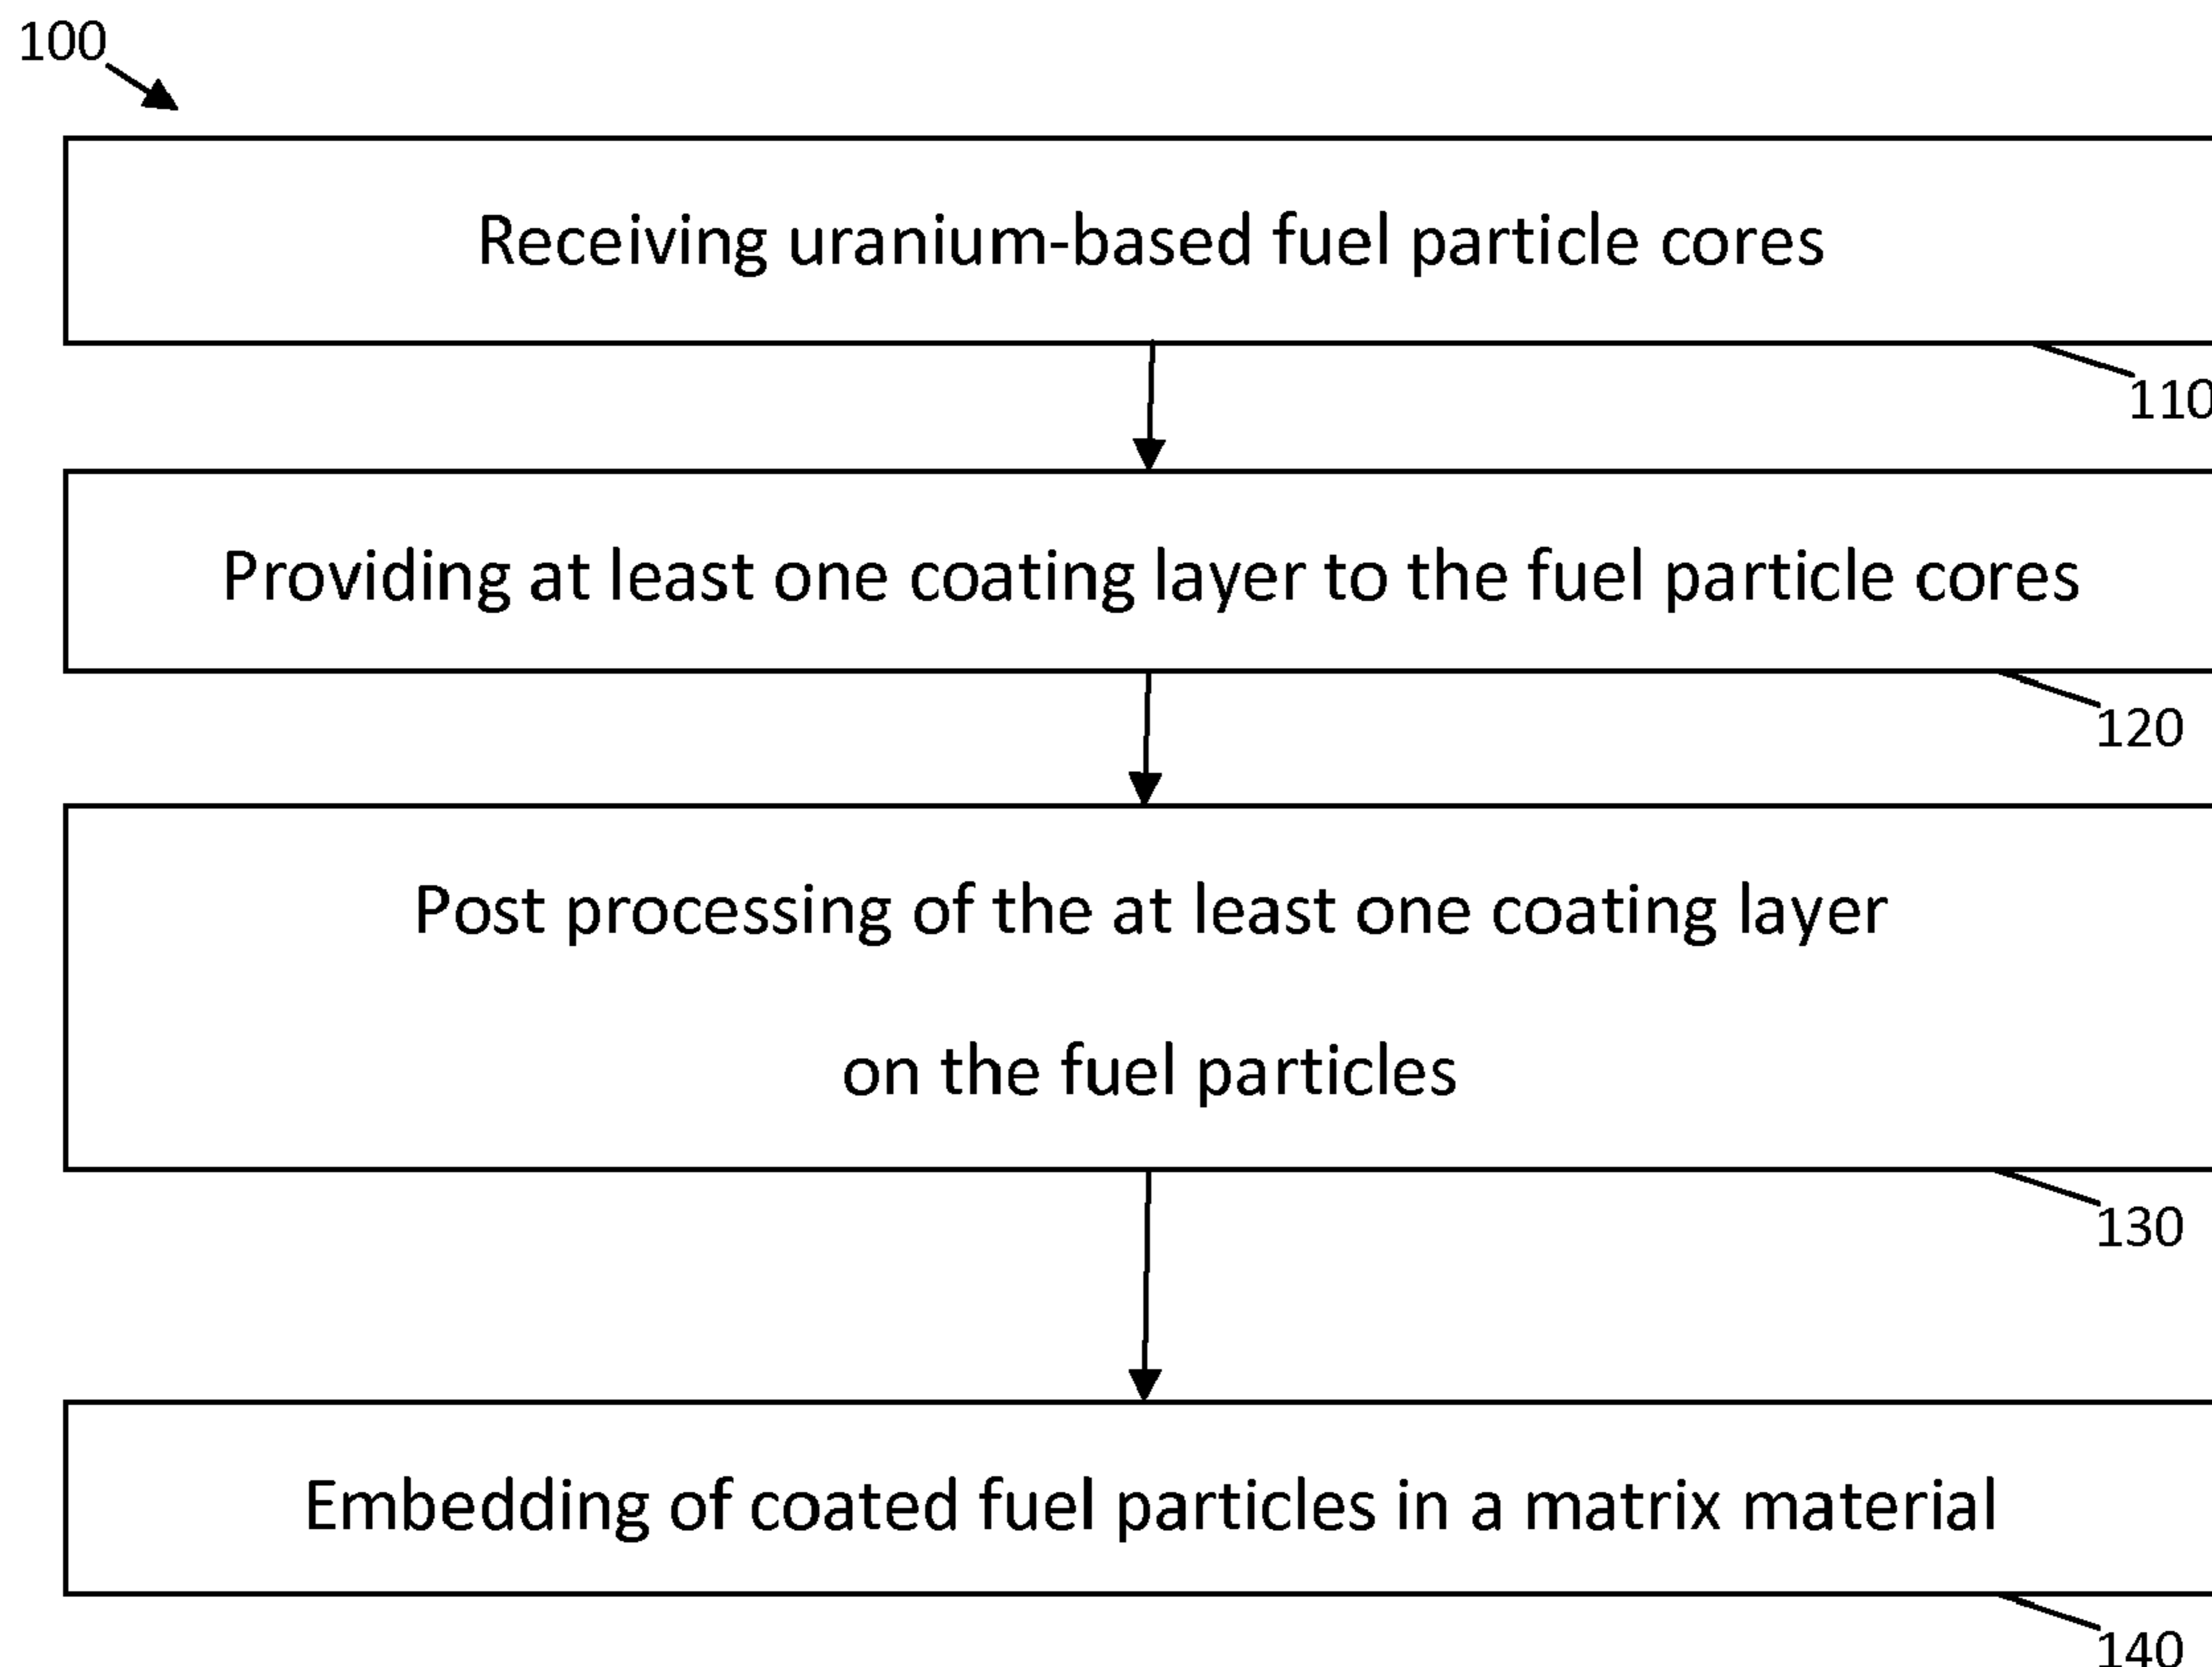 100
Receiving uranium-based fuel particle cores
110
Providing at least one coating layer to the fuel particle cores
120
Post processing of the at least one coating layer
on the fuel particles
130
Embedding of coated fuel particles in a matrix material
140